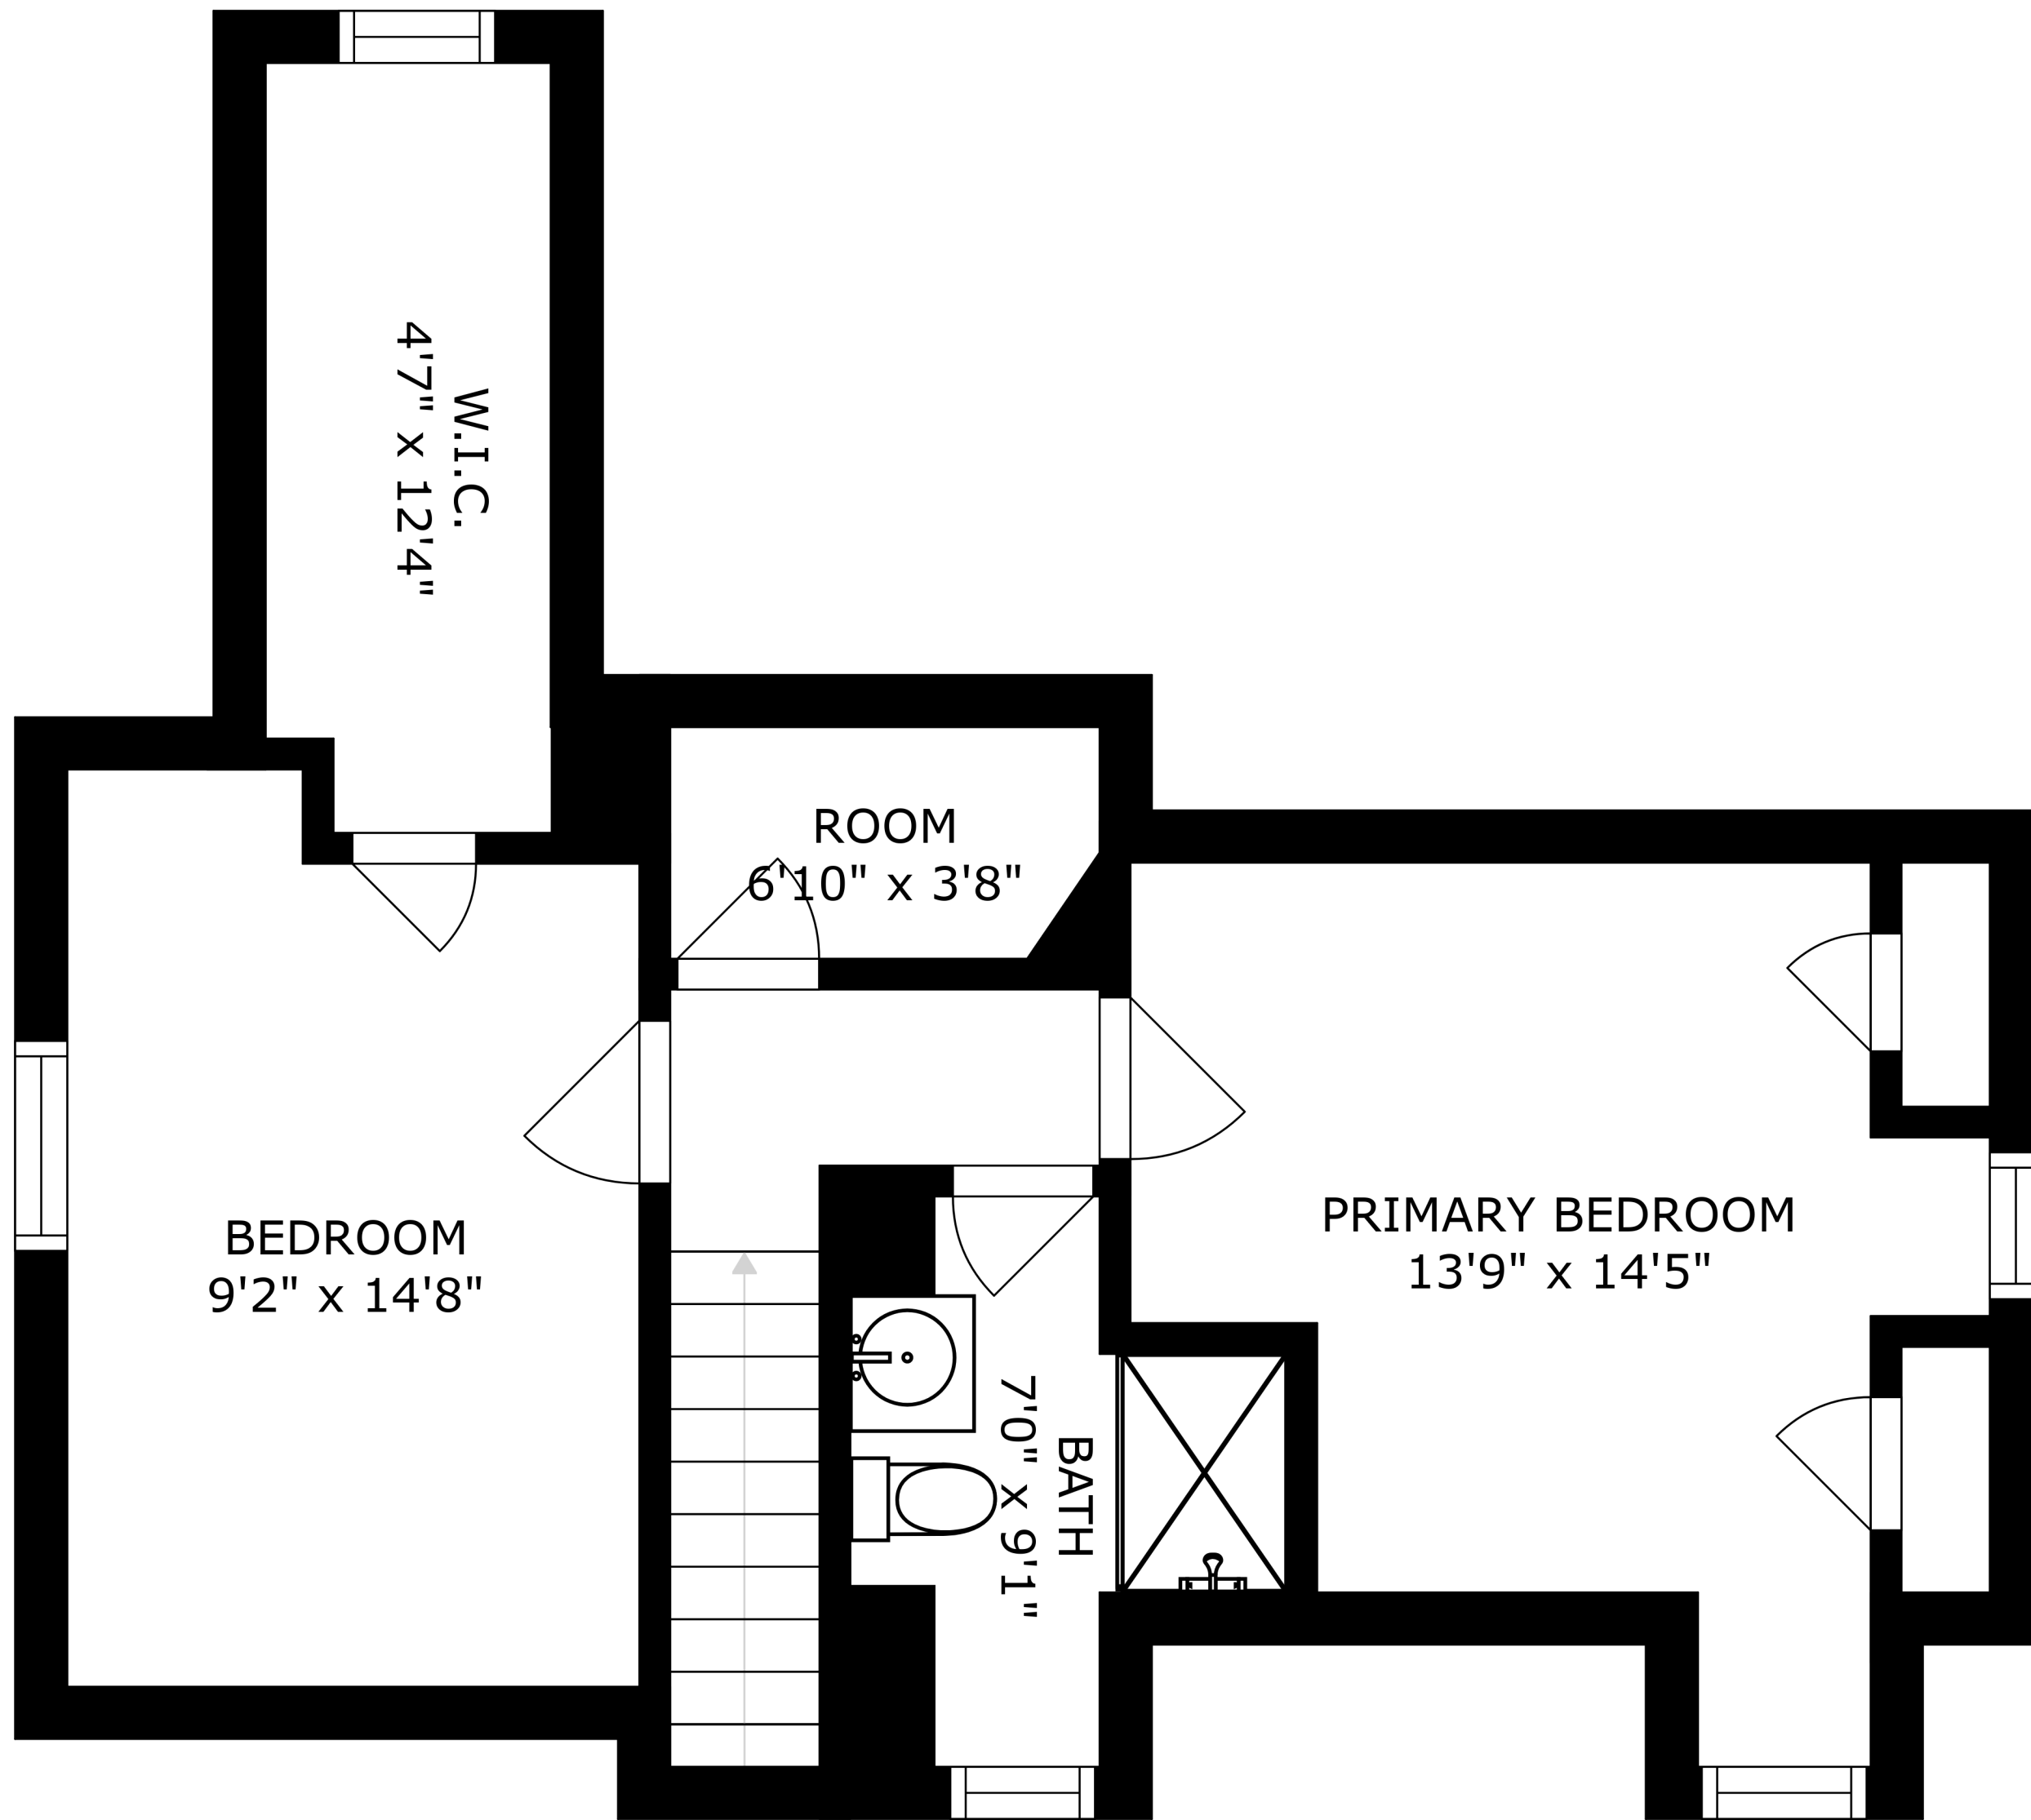 W.I.C.
4'7" x 12'4"
ROOM
6'10" x 3'8"
BEDROOM
9'2" x 14'8"
PRIMARY BEDROOM
13'9" x 14'5"
BATH
7'0" x 9'1"